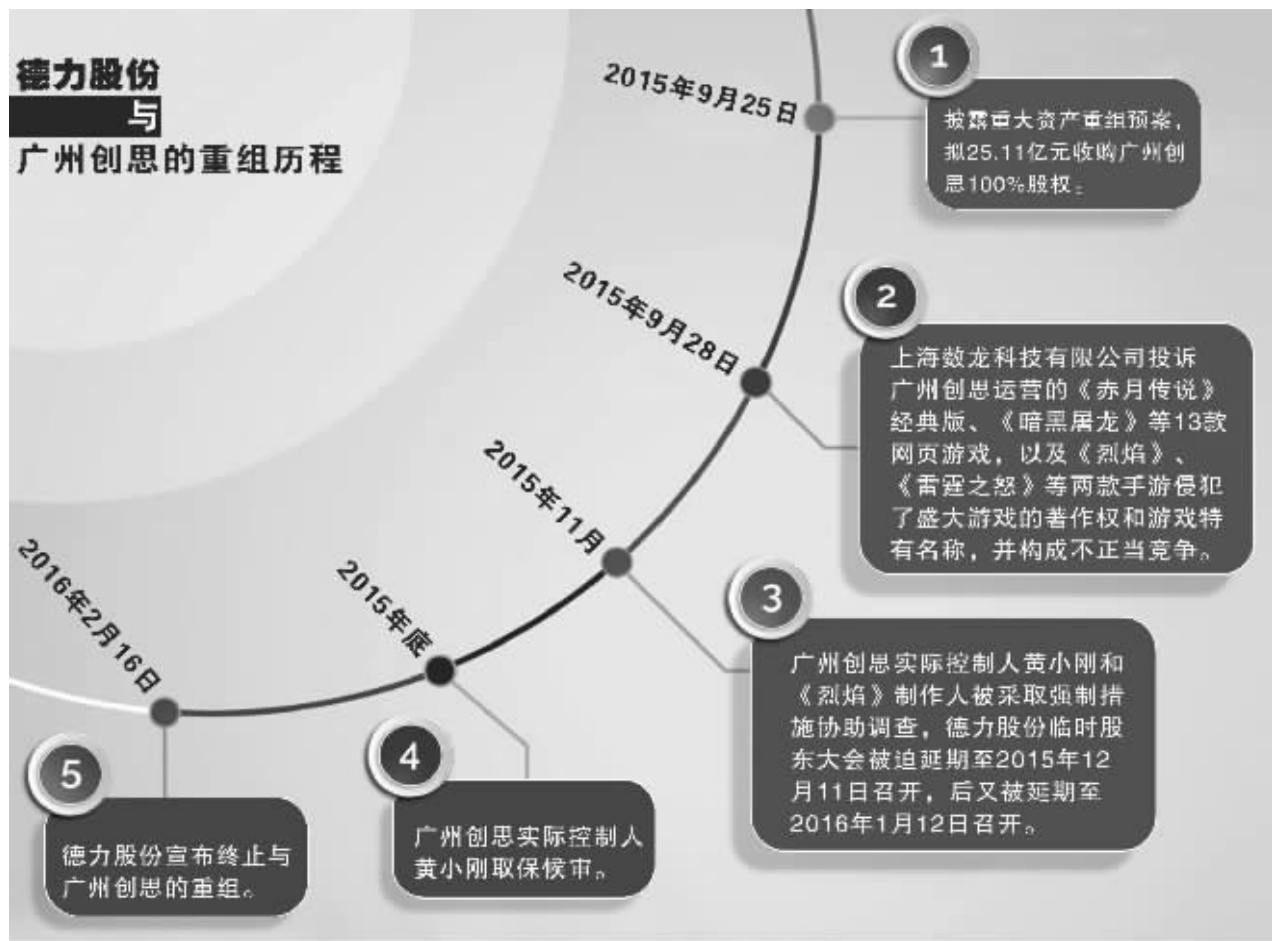 德力股份
与
广州创思的重组历程
2015年9月25日
1
披露重大资产重组预案，
拟25.11亿元收购广州创
思100%股权。
2015年9月28日
2
上海数龙科技有限公司投诉
广州创思运营的《赤月传说》
经典版、《暗黑屠龙》等13款
网页游戏，以及《烈焰》、
《雷霆之怒》等两款手游侵犯
了盛大游戏的著作权和游戏特
有名称，并构成不正当竞争。
2015年11月
3
广州创思实际控制人黄小刚和
《烈焰》制作人被采取强制措
施协助调查，德力股份临时股
东大会被迫延期至2015年12
月11日召开，后又被延期至
2016年1月12日召开。
2015年底
4
广州创思实际控制人
黄小刚取保候审。
2016年2月16日
5
德力股份宣布终止与
广州创思的重组。